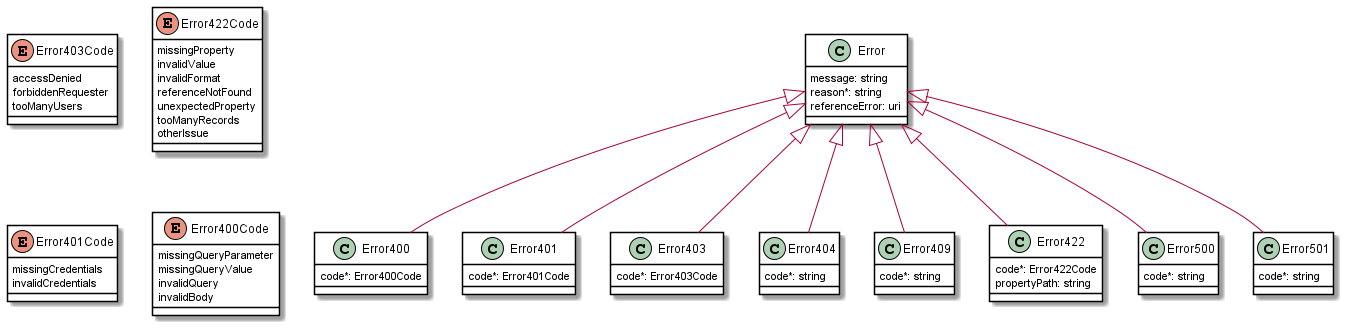 E Error403Code
accessDenied
forbiddenRequester
tooManyUsers
E Error422Code
missingProperty
invalidValue
invalidFormat
referenceNotFound
unexpectedProperty
tooManyRecords
otherIssue
C Error
message: string
reason*: string
referenceError: uri
E Error401Code
missingCredentials
invalidCredentials
E Error400Code
missingQueryParameter
missingQueryValue
invalidQuery
invalidBody
C Error400
code*: Error400Code
C Error401
code*: Error401Code
C Error403
code*: Error403Code
C Error404
code*: string
C Error409
code*: string
C Error422
code*: Error422Code
propertyPath: string
C Error500
code*: string
C Error501
code*: string